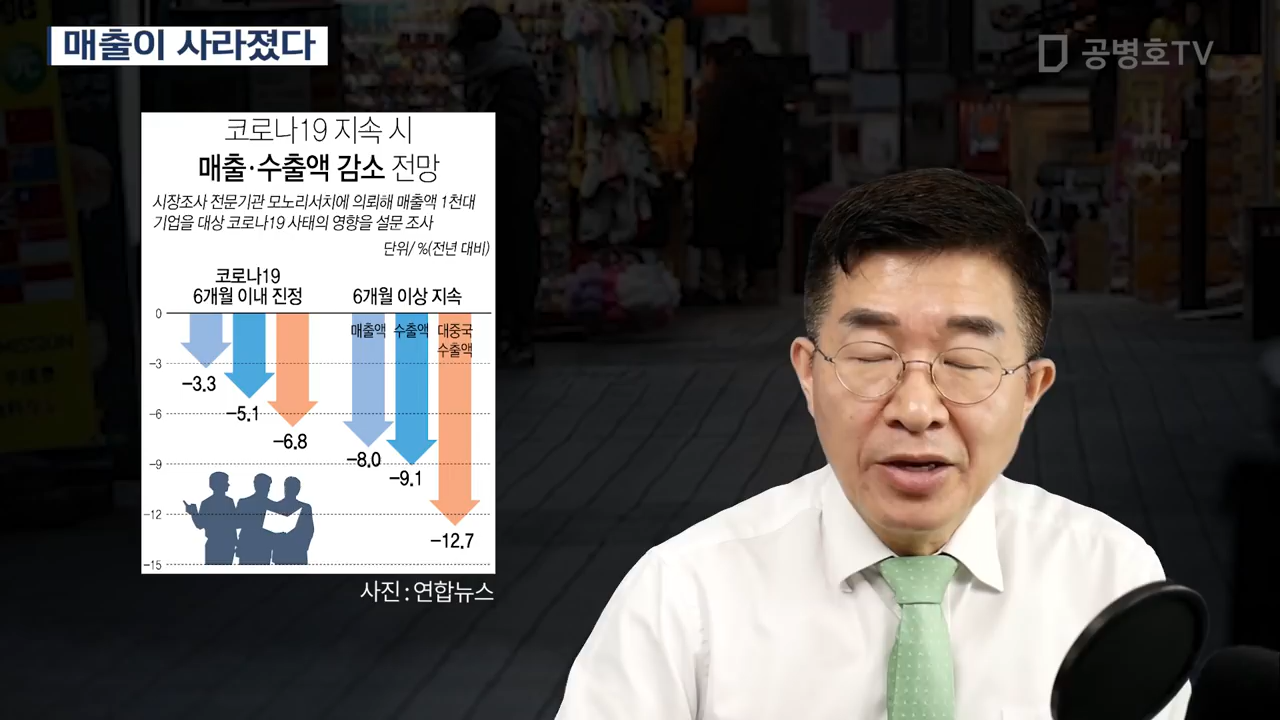 매출이 사라졌다
공병호TV
코로나19 지속 시
매출·수출액 감소 전망
시장조사 전문기관 모노리서치에 의뢰해 매출액 1천대
기업을 대상 코로나19 사태의 영향을 설문 조사
단위/ %(전년 대비)
코로나19
6개월 이내 진정
6개월 이상 지속
매출액
수출액
대중국
수출액
0
-3
-6
-9
-12
-15
-3.3
-5.1
-6.8
-8.0
-9.1
-12.7
사진 : 연합뉴스